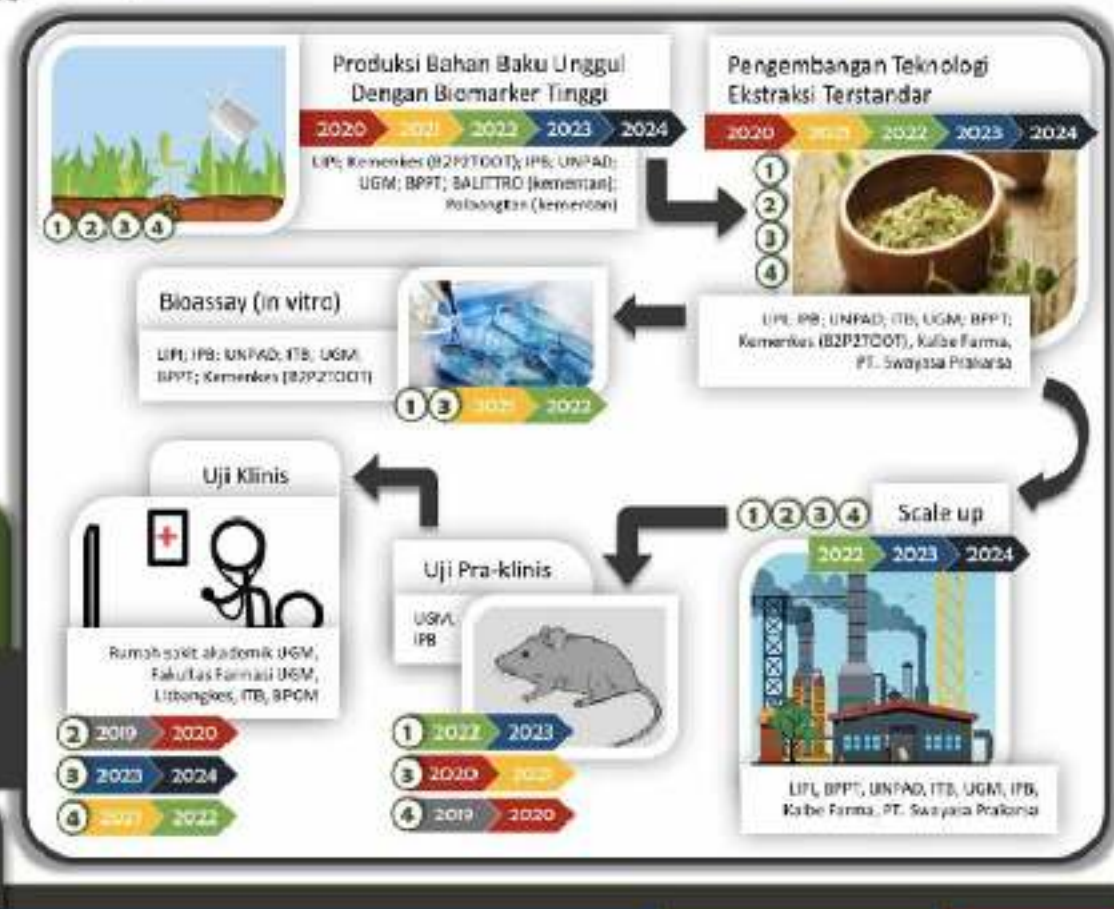 Produksi Bahan Baku Unggul
Dengan Biomarker Tinggi
2020 2021 2022 2023 2024
LIPI; Kemenkes (B2P2TOOT); IPB; UNPAD;
UGM; BPPT; BALITTRO (kementan);
Polbangtan (kementan)
1 2 3 4
Pengembangan Teknologi
Ekstraksi Terstandar
2020 2021 2022 2023 2024
1
2
3
4
LIPI; IPB; UNPAD; ITB, UGM; BPPT;
Kemenkes (B2P2TOOT), Kalbe Farma,
PT. Swayasa Prakarsa
Bioassay (in vitro)
LIPI; IPB; UNPAD, ITB, UGM,
BPPT; Kemenkes (B2P2TOOT)
1 3 2021 2022
1 2 3 4 Scale up
2022 2023 2024
LIPI, BPPT, UNPAD, ITB, UGM, IPB,
Kalbe Farma, PT. Swayasa Prakarsa
Uji Pra-klinis
UGM,
IPB
1 2022 2023
3 2020 2021
4 2019 2020
Uji Klinis
Rumah sakit akademik UGM,
Fakultas Farmasi UGM,
Litbangkes, ITB, BPOM
2 2019 2020
3 2023 2024
4 2021 2022